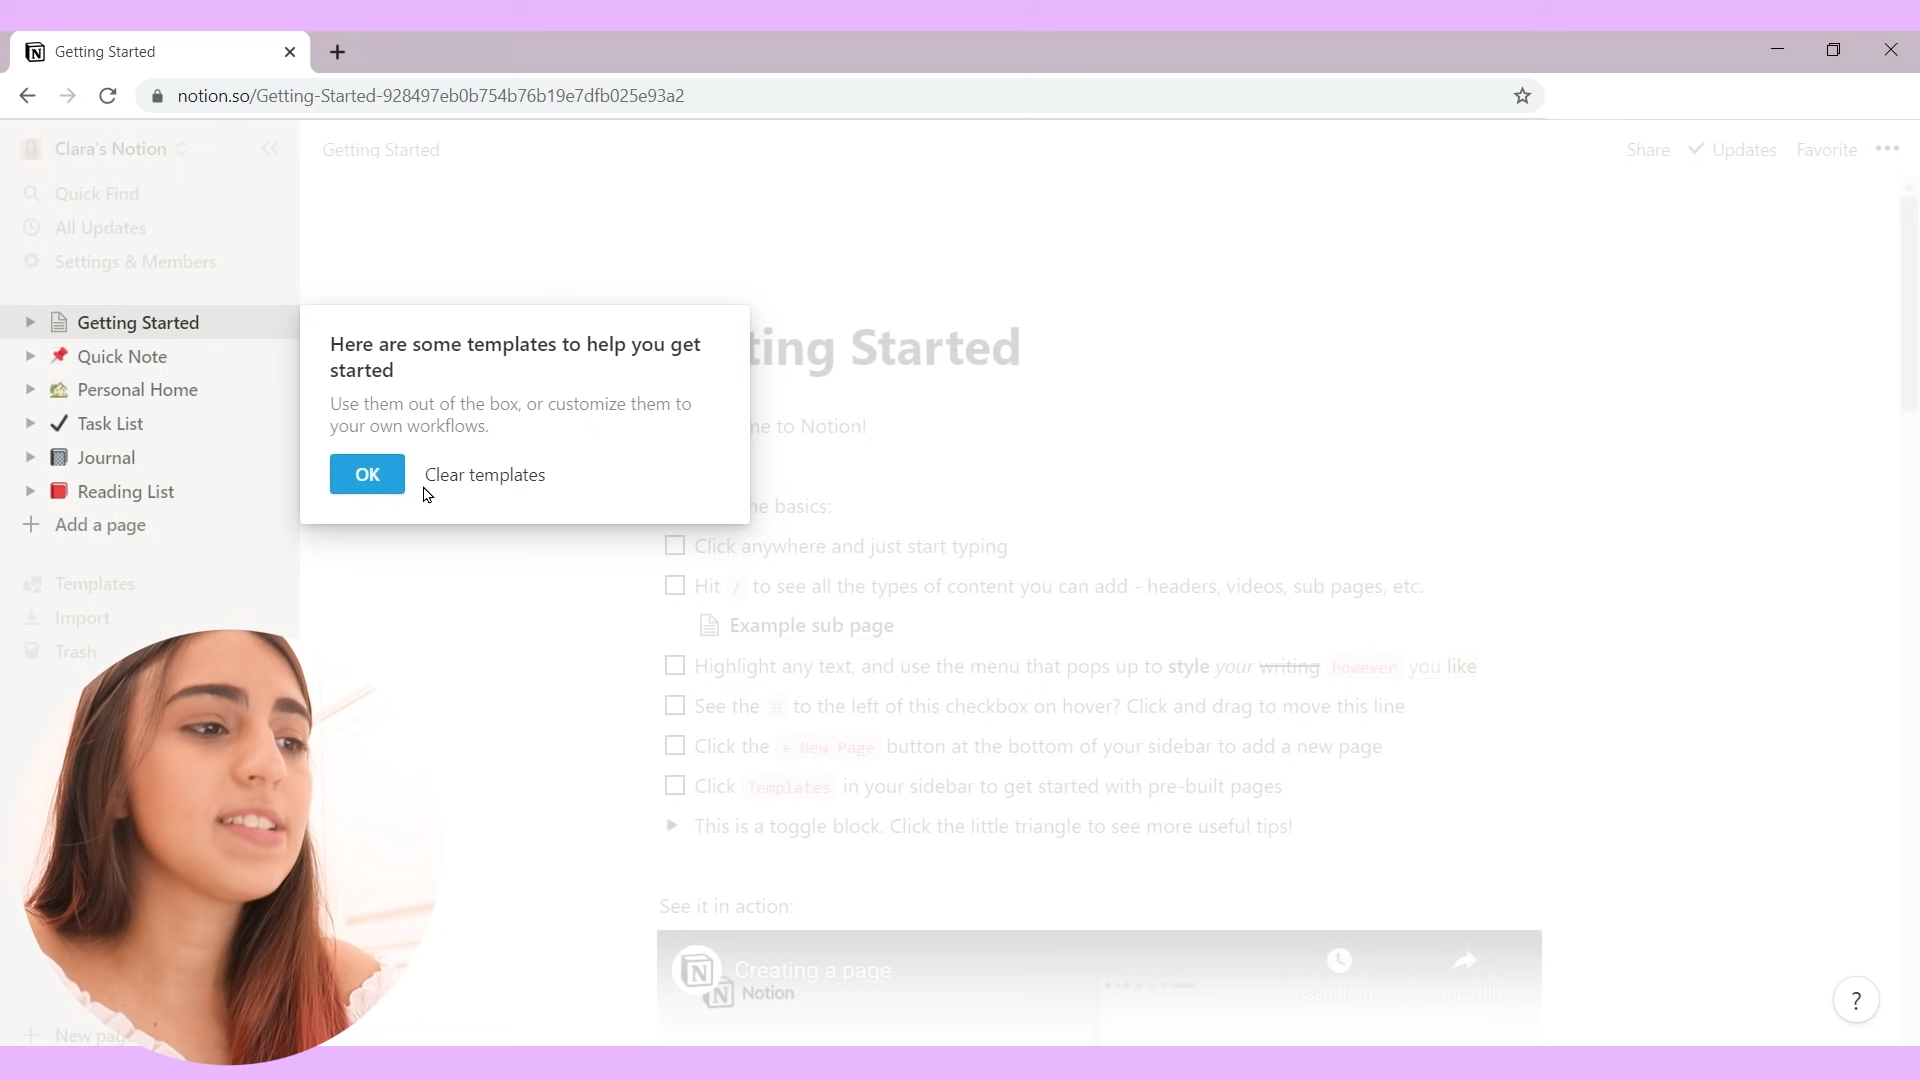 Getting Started
notion.so/Getting-Started-928497eb0b754b76b19e7dfb025e93a2
Clara's Notion
Getting Started
Share
Updates
Favorite
Quick Find
All Updates
Settings & Members
Getting Started
Quick Note
Personal Home
Task List
Journal
Reading List
Add a page
Templates
Import
Trash
Here are some templates to help you get
started
Use them out of the box, or customize them to
your own workflows.
OK
Clear templates
ting Started
me to Notion!
he basics:
Click anywhere and just start typing
Hit / to see all the types of content you can add - headers, videos, sub pages, etc.
Example sub page
Highlight any text, and use the menu that pops up to style your writing however you like
See the ⠿ to the left of this checkbox on hover? Click and drag to move this line
Click the + New Page button at the bottom of your sidebar to add a new page
Click Templates in your sidebar to get started with pre-built pages
This is a toggle block. Click the little triangle to see more useful tips!
See it in action:
Creating a page
Notion
New pag
?